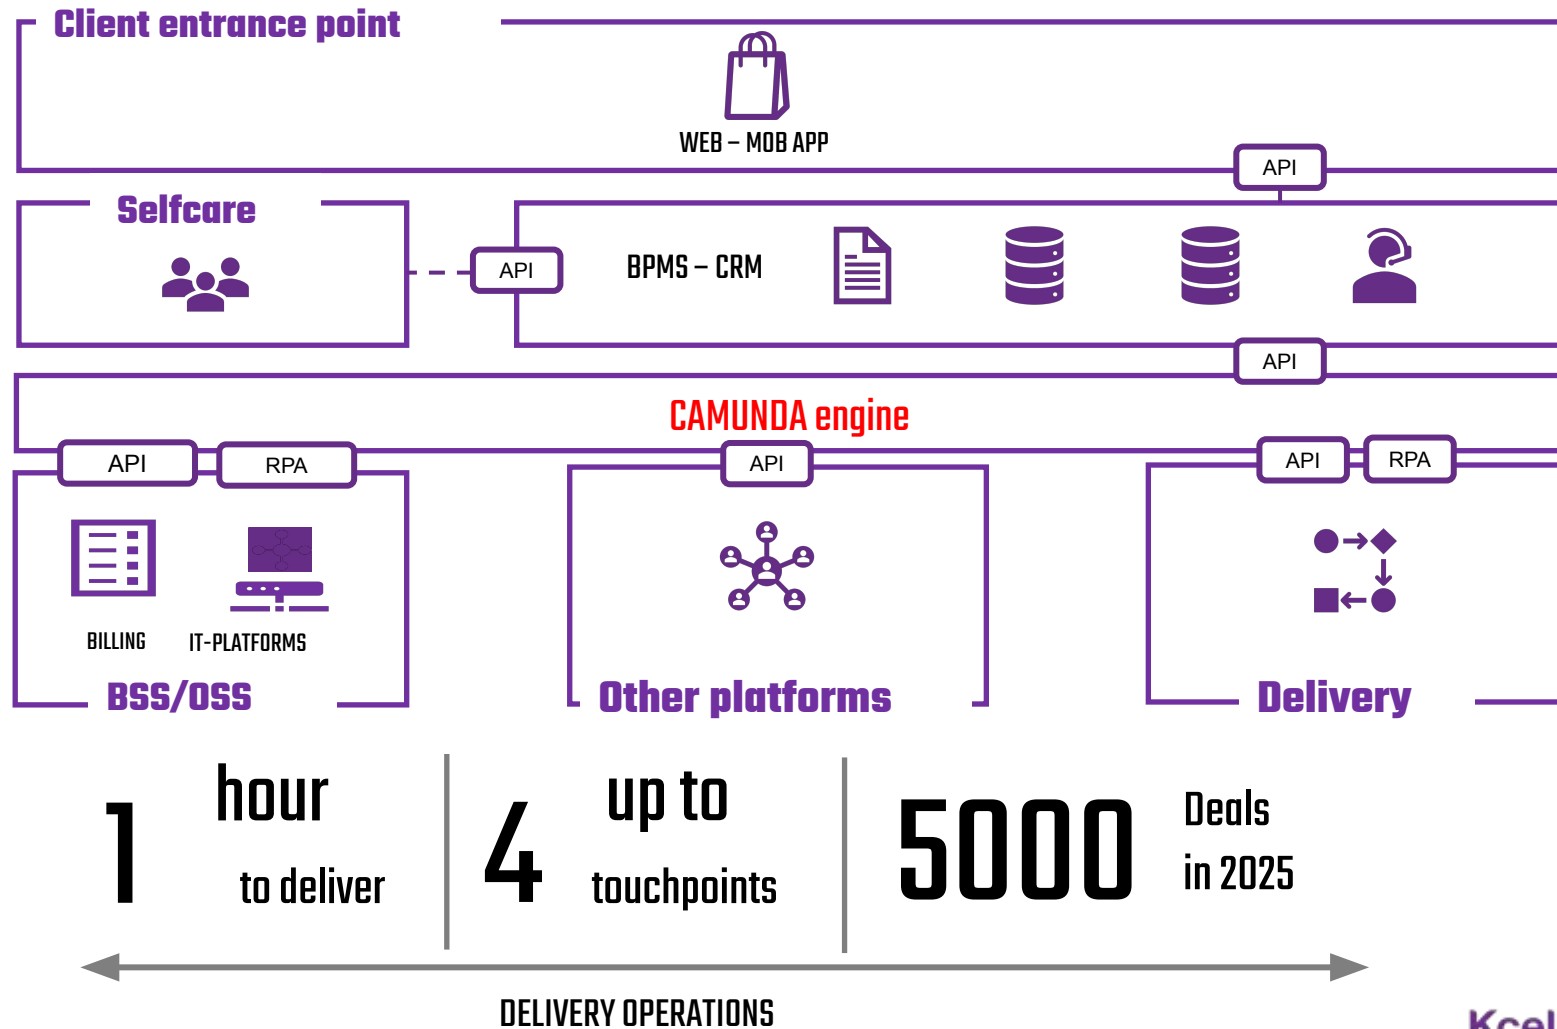 Client entrance point
WEB – MOB APP
API
Selfcare
API
BPMS – CRM
API
CAMUNDA engine
API
RPA
API
API
RPA
BILLING
IT-PLATFORMS
BSS/OSS
Other platforms
Delivery
1 hour
to deliver
4 up to
touchpoints
5000 Deals
in 2025
DELIVERY OPERATIONS
Kcel